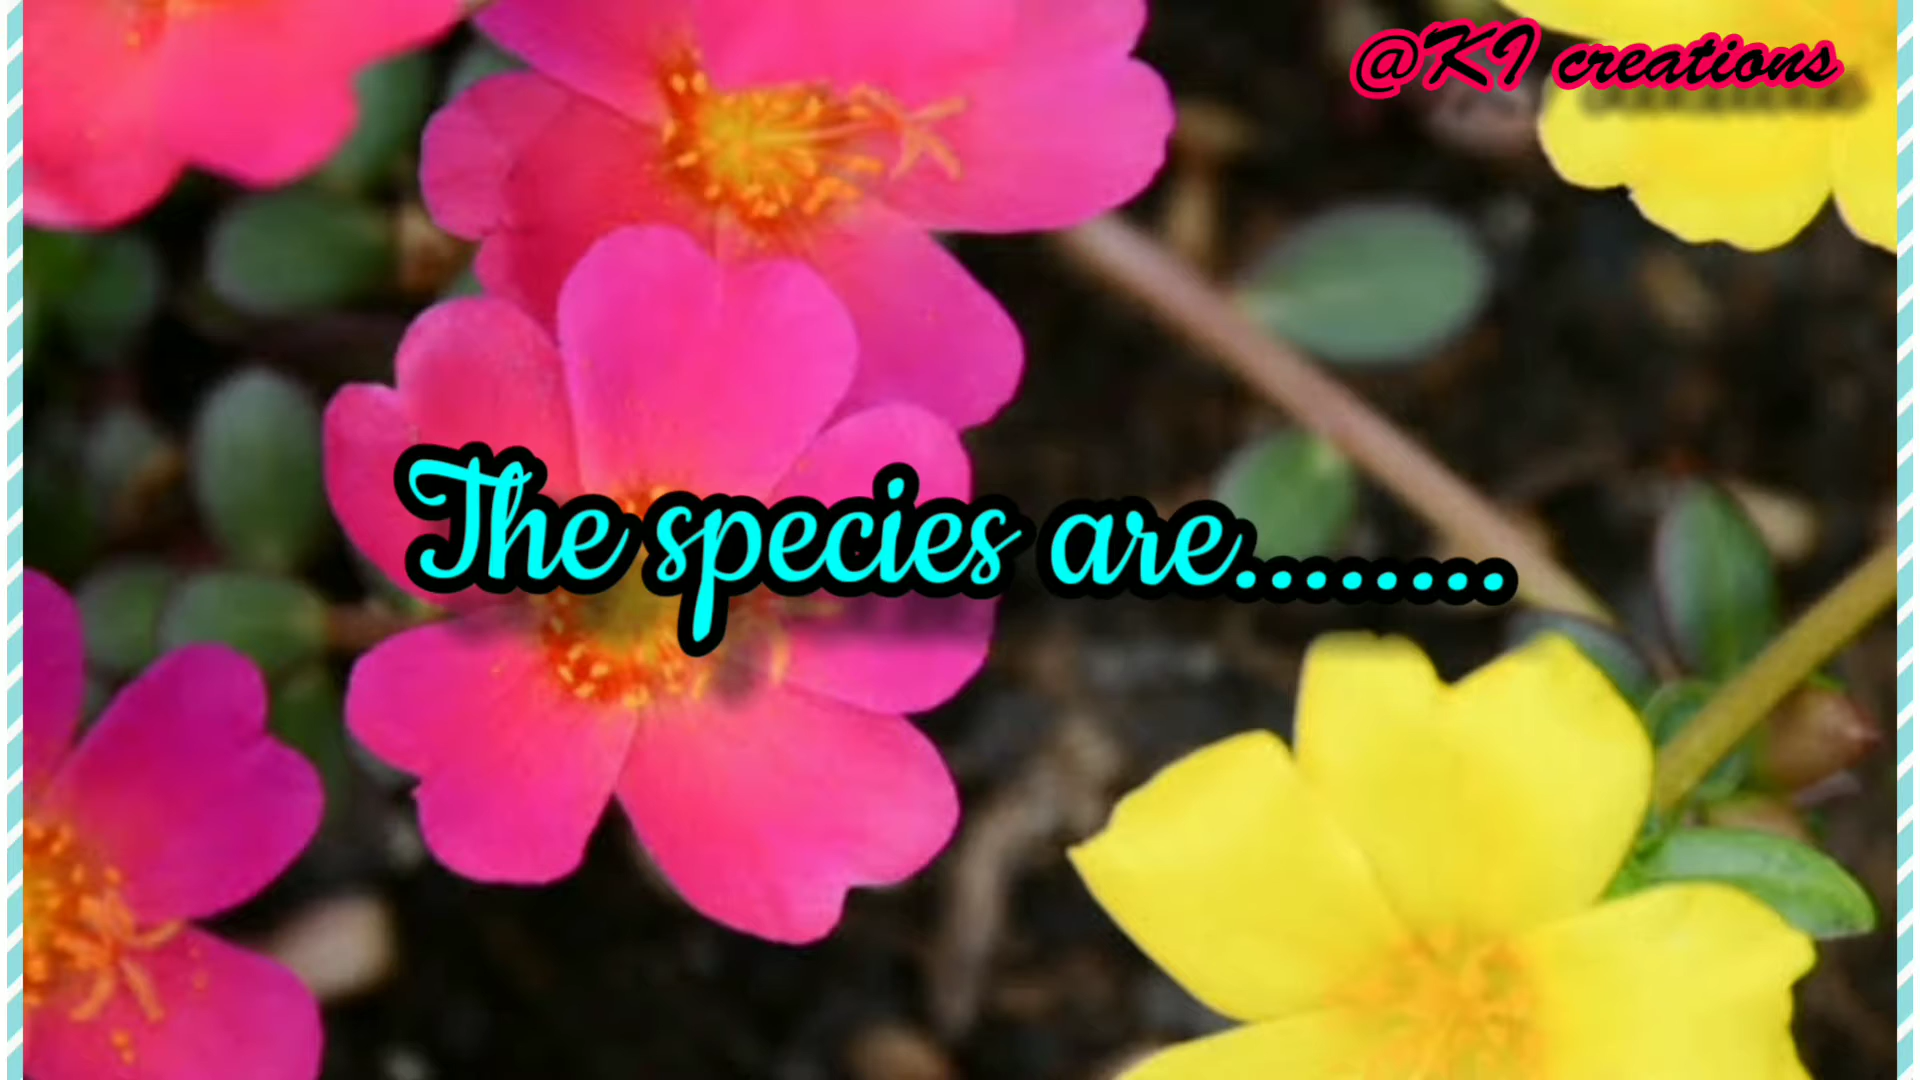 @KI creations
The species are........